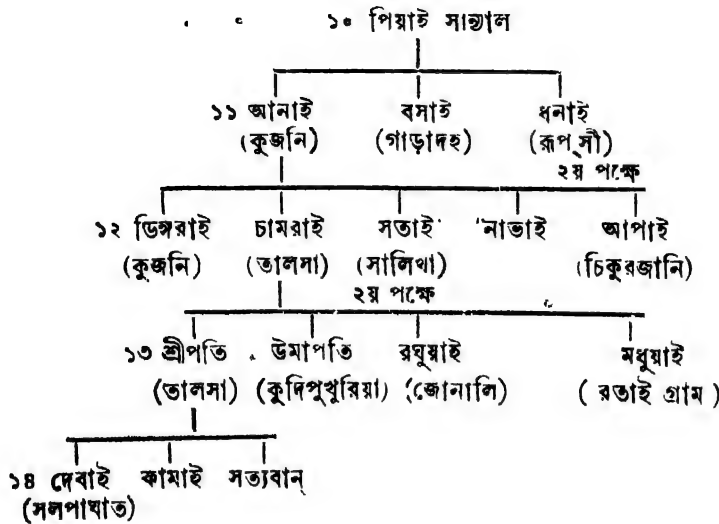 ১০ পিয়াই সান্যাল
১১ আনাই বসাই ধনাই
(কুজনি) (গাড়াদহ) (রূপ্সী)
২য় পক্ষে
১২ ডিঙ্গরাই চামরাই সতাই নাভাই আপাই
(কুজনি) (তালসা) (সালিখা) (চিকুরজানি)
২য় পক্ষে
১৩ শ্রীপতি উমাপতি রঘুয়াই মধুয়াই
(তালসা) (কুদিপুখুরিয়া) (জোনালি) (রতাই গ্রাম)
১৪ দেবাই কামাই সত্যবান্
(সলপাঘাত)